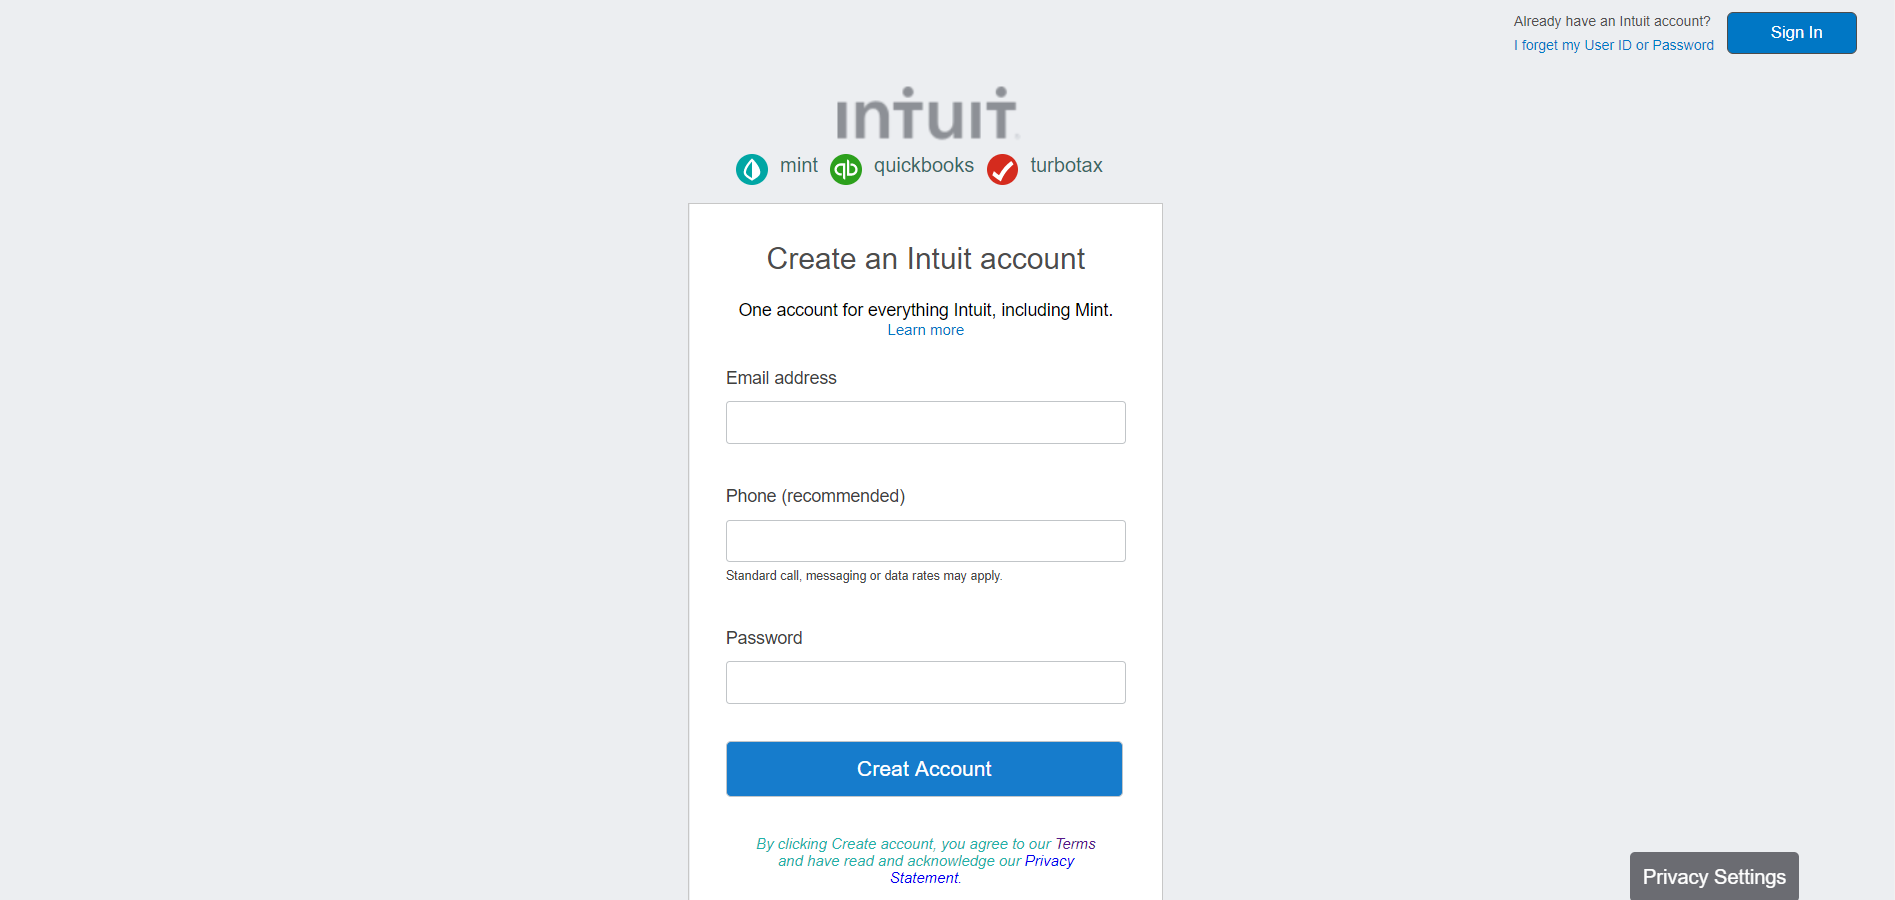 Already have an Intuit account?
I forget my User ID or Password
Sign In
intuit
mint
qb
quickbooks
turbotax
Create an Intuit account
One account for everything Intuit, including Mint.
Learn more
Email address
Phone (recommended)
Standard call, messaging or data rates may apply.
Password
Creat Account
By clicking Create account, you agree to our Terms
and have read and acknowledge our Privacy
Statement.
Privacy Settings